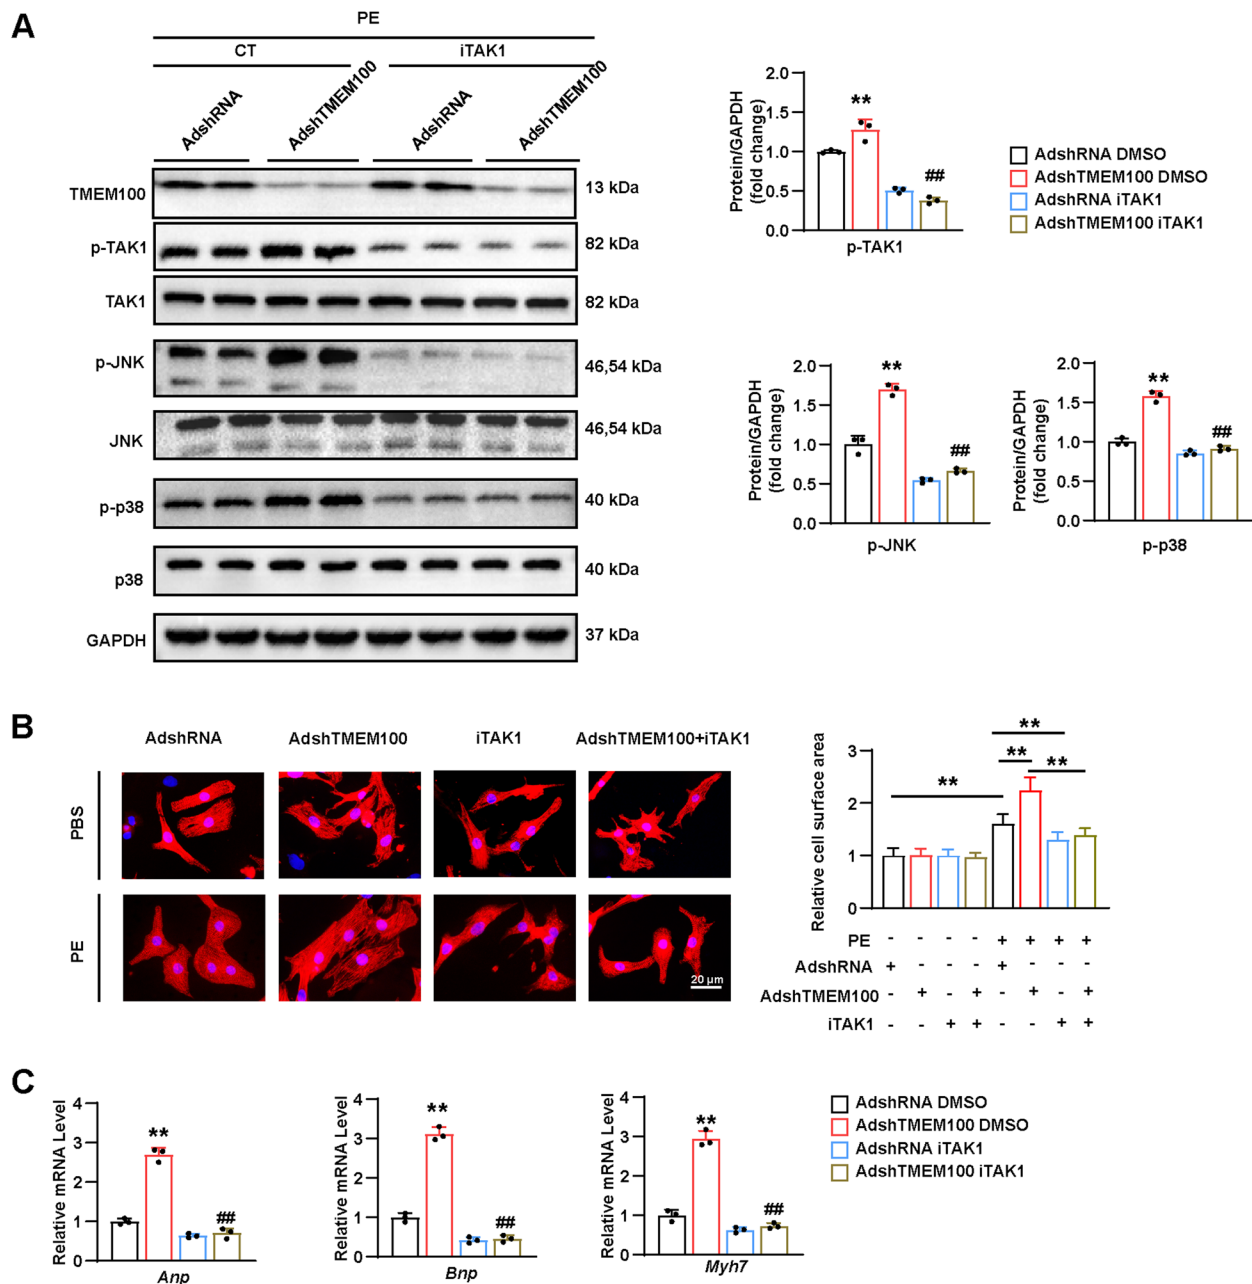 A
PE
CT iTAK1
AdshRNA AdshTMEM100 AdshRNA AdshTMEM100
TMEM100 13 kDa
p-TAK1 82 kDa
TAK1 82 kDa
p-JNK 46,54 kDa
JNK 46,54 kDa
p-p38 40 kDa
p38 40 kDa
GAPDH 37 kDa
Protein/GAPDH
(fold change)
2.0
1.5
1.0
0.5
0.0
**
##
p-TAK1
AdshRNA DMSO
AdshTMEM100 DMSO
AdshRNA iTAK1
AdshTMEM100 iTAK1
Protein/GAPDH
(fold change)
2.0
1.5
1.0
0.5
0.0
**
##
p-JNK
Protein/GAPDH
(fold change)
2.0
1.5
1.0
0.5
0.0
**
##
p-p38
B
AdshRNA AdshTMEM100 iTAK1 AdshTMEM100+iTAK1
PBS
PE
20 μm
Relative cell surface area
3
2
1
0
**
**
**
**
PE - - - - + + + +
AdshRNA + - - - + - - -
AdshTMEM100 - + - + - + - +
iTAK1 - - + + - - + +
C
Relative mRNA Level
4
3
2
1
0
**
##
Anp
Relative mRNA Level
4
3
2
1
0
**
##
Bnp
Relative mRNA Level
4
3
2
1
0
**
##
Myh7
AdshRNA DMSO
AdshTMEM100 DMSO
AdshRNA iTAK1
AdshTMEM100 iTAK1